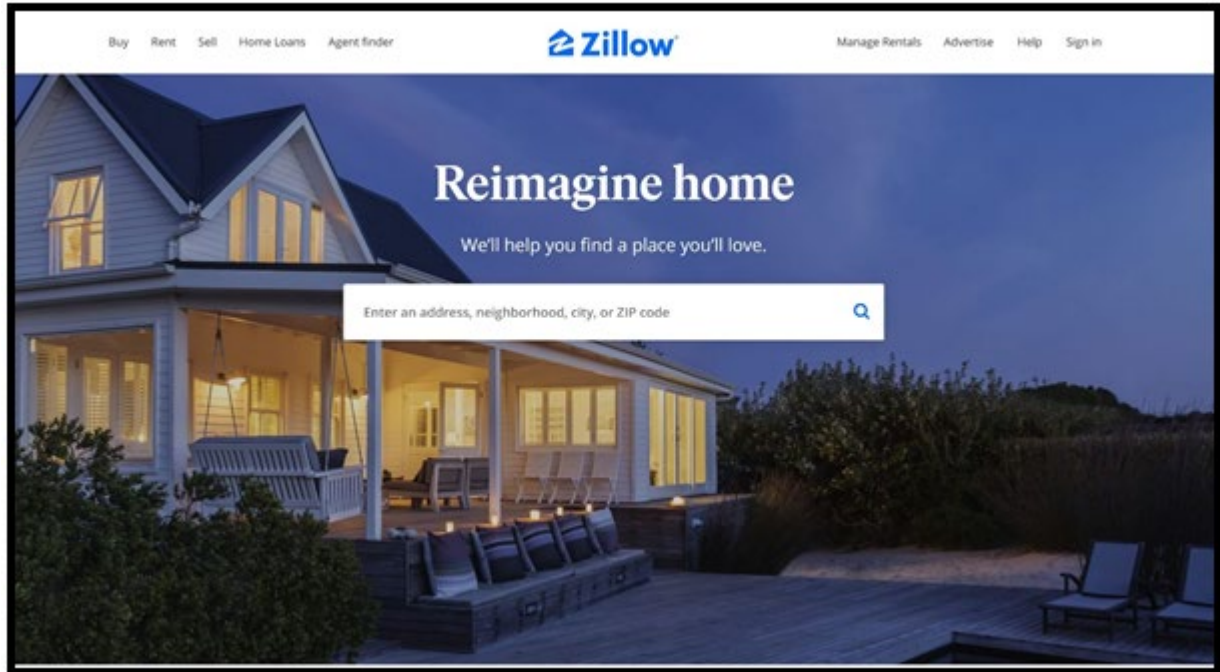 Buy Rent Sell Home Loans Agent finder Zillow® Manage Rentals Advertise Help Sign in
Reimagine home
We'll help you find a place you'll love.
Enter an address, neighborhood, city, or ZIP code